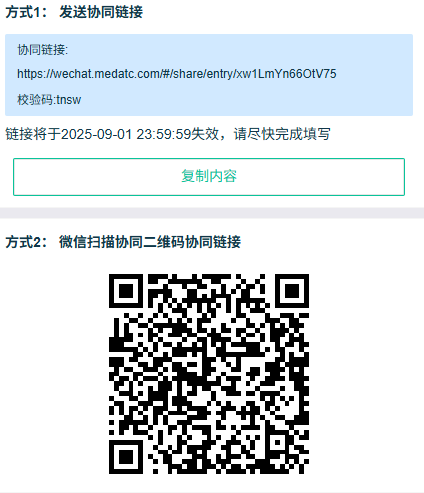 方式1： 发送协同链接
协同链接:
https://wechat.medatc.com/#/share/entry/xw1LmYn66OtV75
校验码:tnsw
链接将于2025-09-01 23:59:59失效，请尽快完成填写
复制内容
方式2： 微信扫描协同二维码协同链接